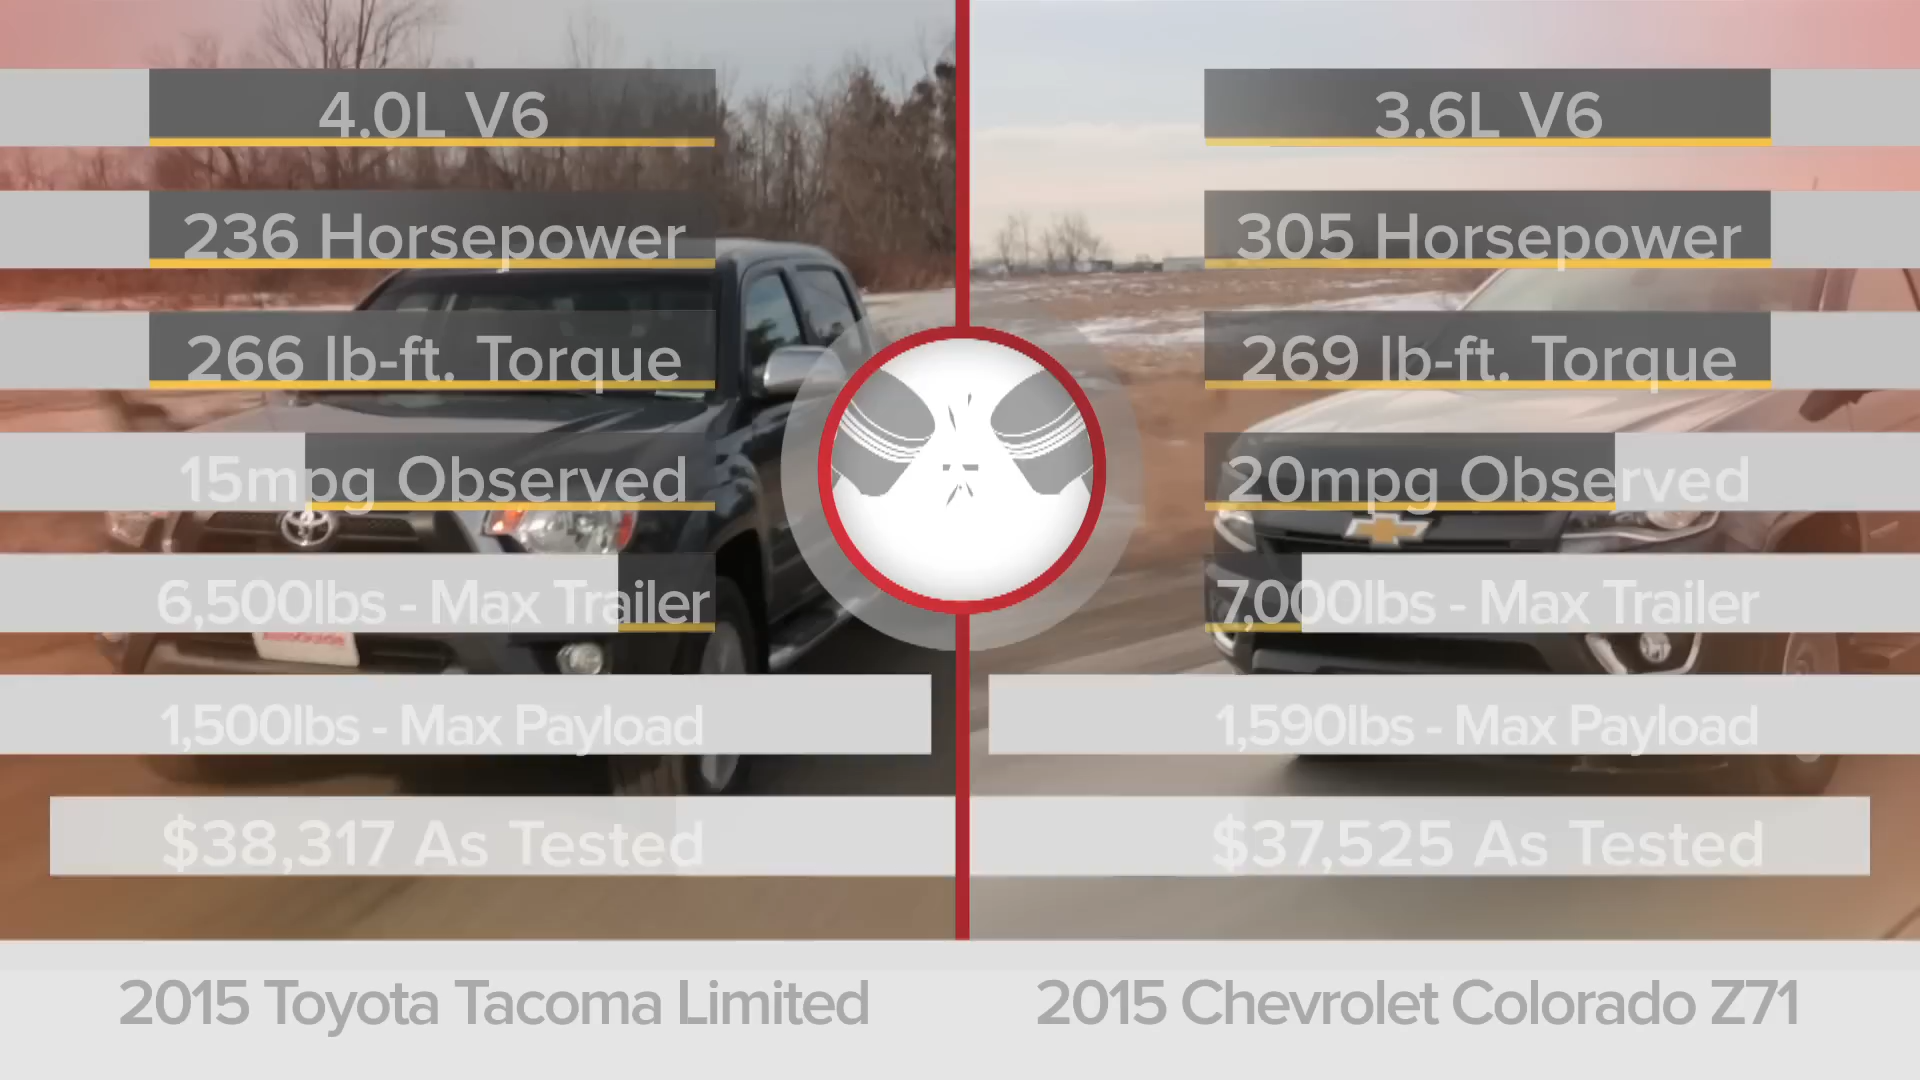 4.0L V6
236 Horsepower
266 lb-ft. Torque
15mpg Observed
6,500lbs - Max Trailer
1,500lbs - Max Payload
$38,317 As Tested
2015 Toyota Tacoma Limited
3.6L V6
305 Horsepower
269 lb-ft. Torque
20mpg Observed
7,000lbs - Max Trailer
1,590lbs - Max Payload
$37,525 As Tested
2015 Chevrolet Colorado Z71